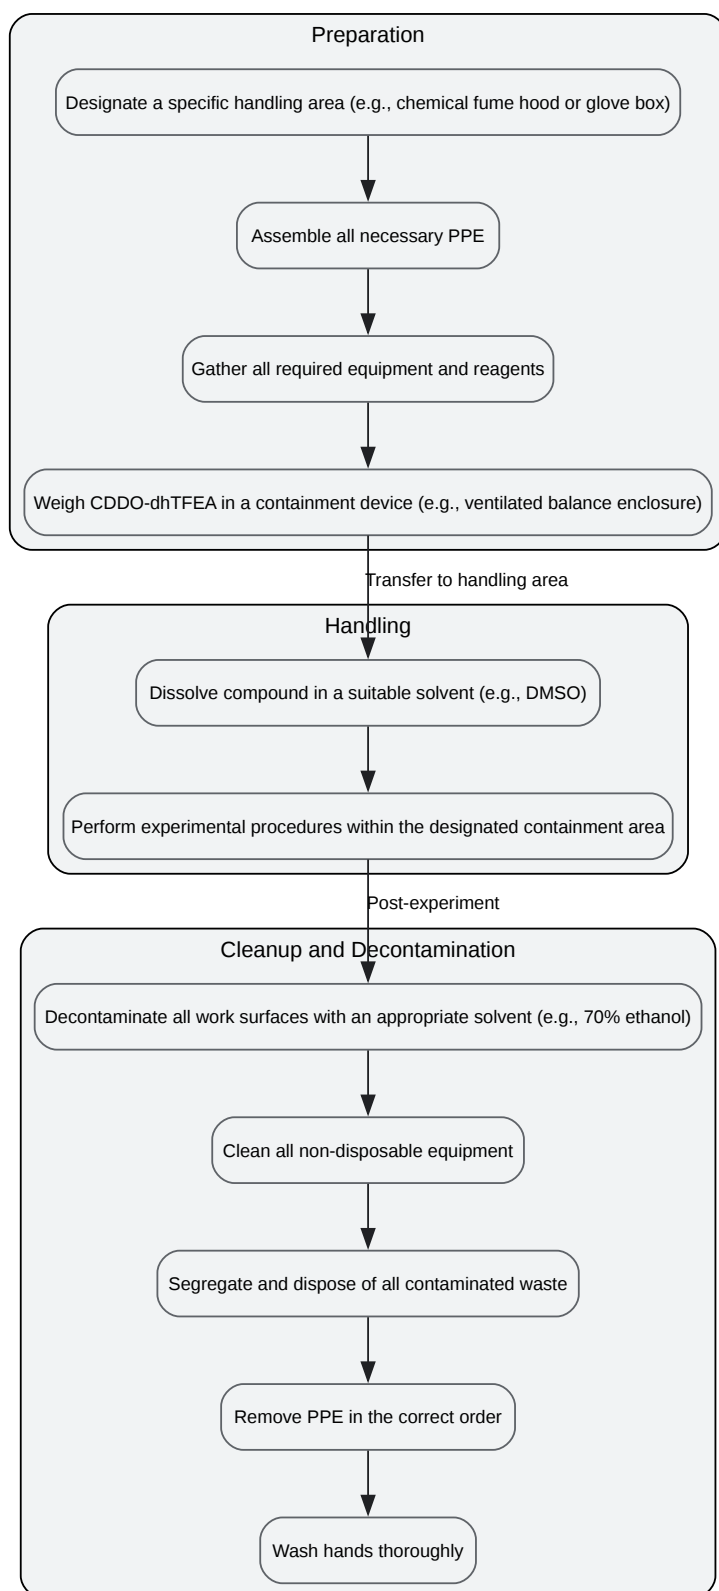 Preparation
Designate a specific handling area (e.g., chemical fume hood or glove box)
Assemble all necessary PPE
Gather all required equipment and reagents
Weigh CDDO-dhTFEA in a containment device (e.g., ventilated balance enclosure)
Transfer to handling area
Handling
Dissolve compound in a suitable solvent (e.g., DMSO)
Perform experimental procedures within the designated containment area
Post-experiment
Cleanup and Decontamination
Decontaminate all work surfaces with an appropriate solvent (e.g., 70% ethanol)
Clean all non-disposable equipment
Segregate and dispose of all contaminated waste
Remove PPE in the correct order
Wash hands thoroughly